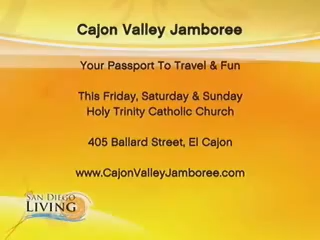 Cajon Valley Jamboree
Your Passport To Travel & Fun
This Friday, Saturday & Sunday
Holy Trinity Catholic Church
405 Ballard Street, El Cajon
www.CajonValleyJamboree.com
SAN DIEGO
LIVING